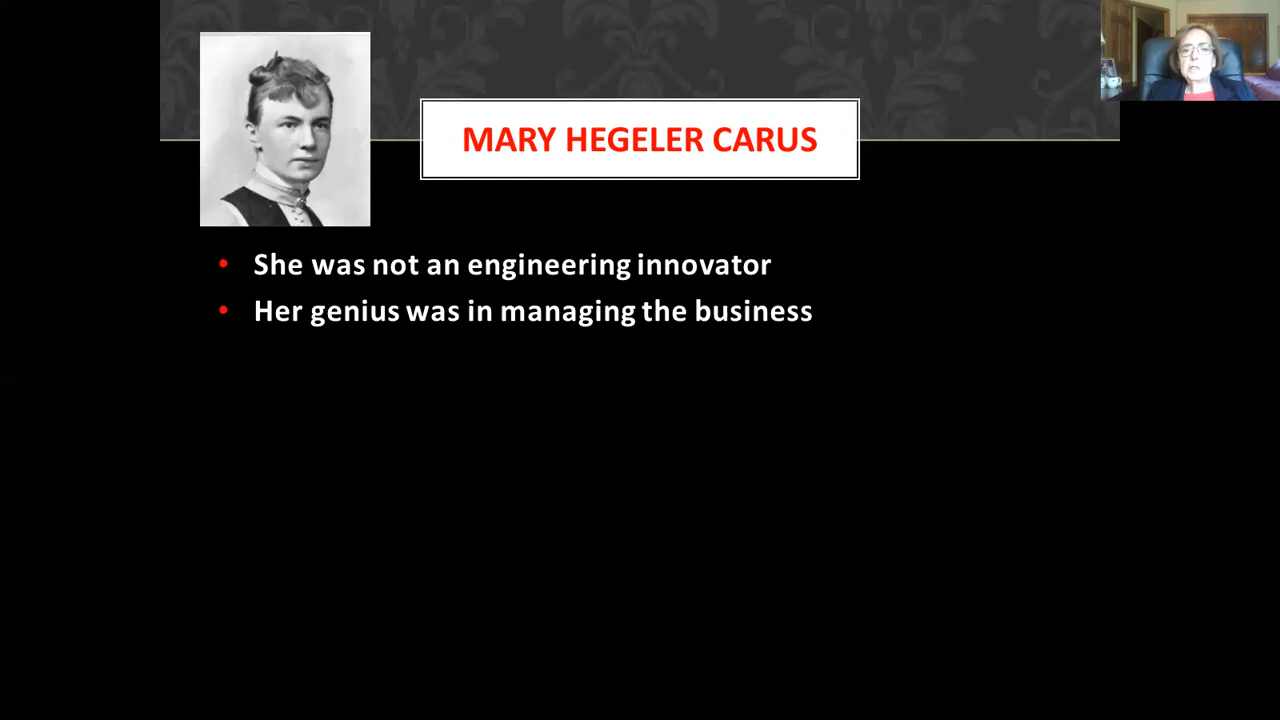 MARY HEGELER CARUS
She was not an engineering innovator
Her genius was in managing the business